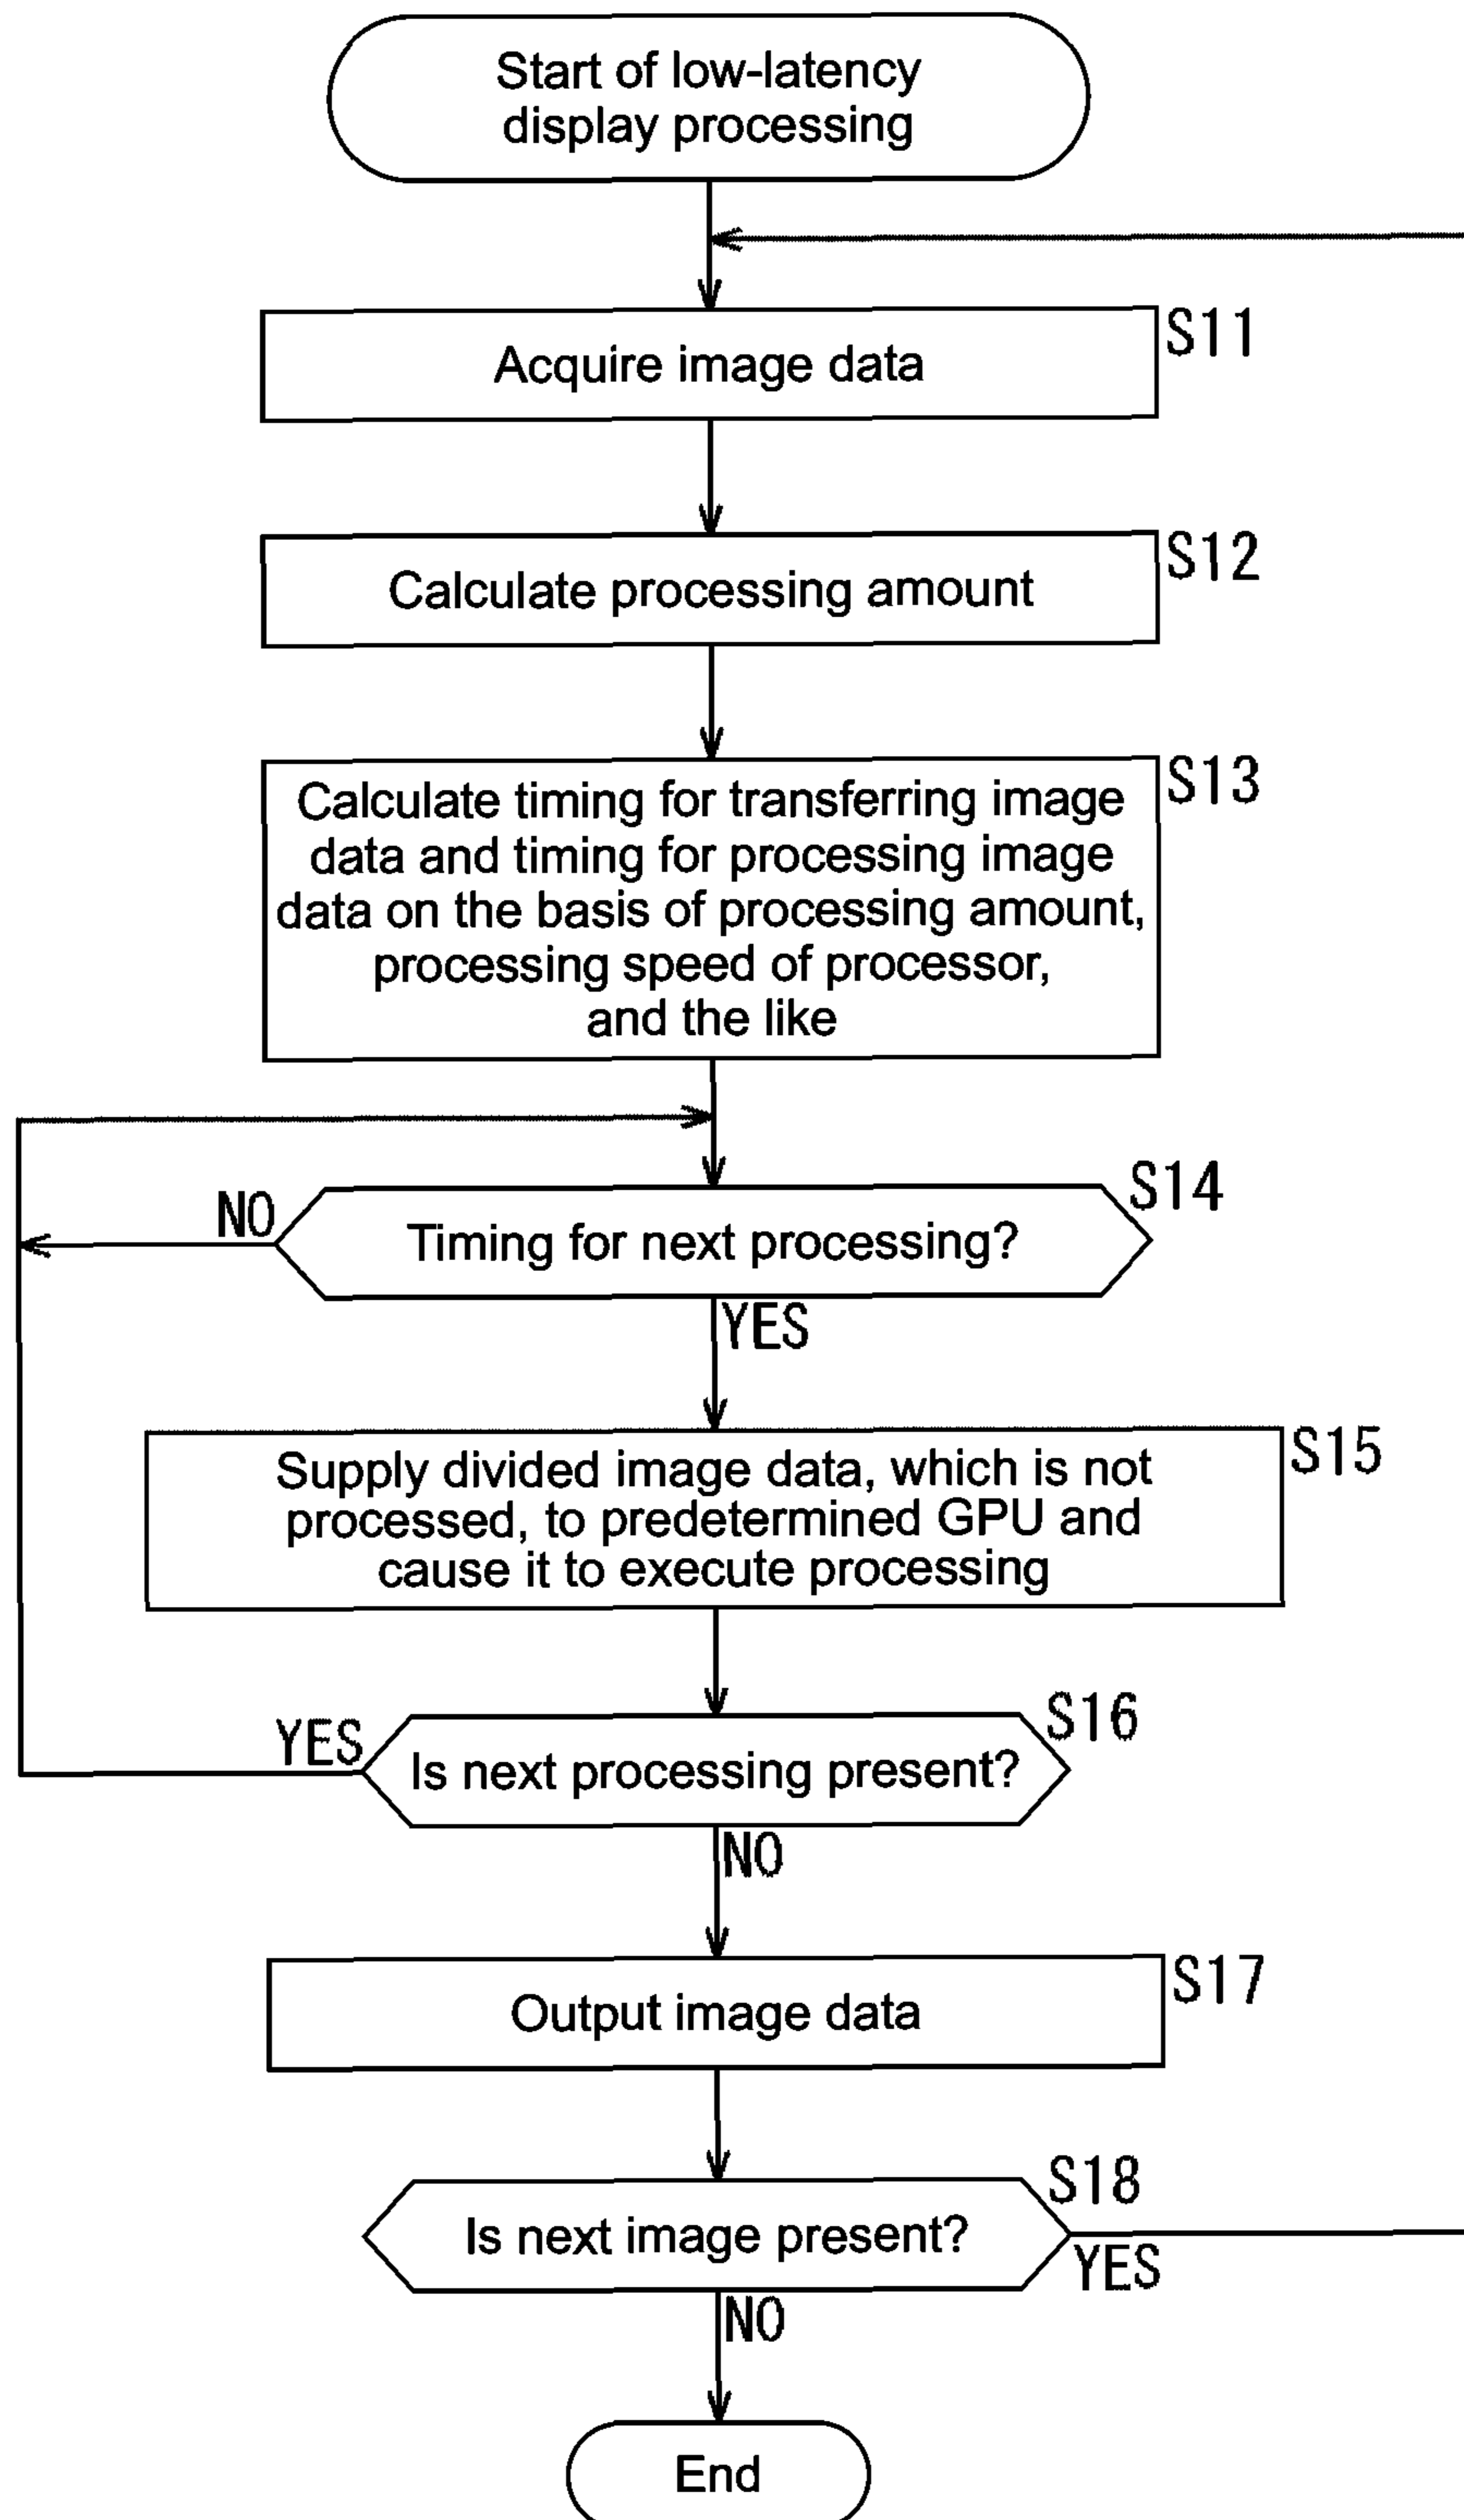 Start of low-latency
display processing
S11
Acquire image data
S12
Calculate processing amount
S13
Calculate timing for transferring image
data and timing for processing image
data on the basis of processing amount,
processing speed of processor,
and the like
S14
NO
Timing for next processing?
YES
S15
Supply divided image data, which is not
processed, to predetermined GPU and
cause it to execute processing
S16
YES
Is next processing present?
NO
S17
Output image data
S18
Is next image present?
YES
NO
End